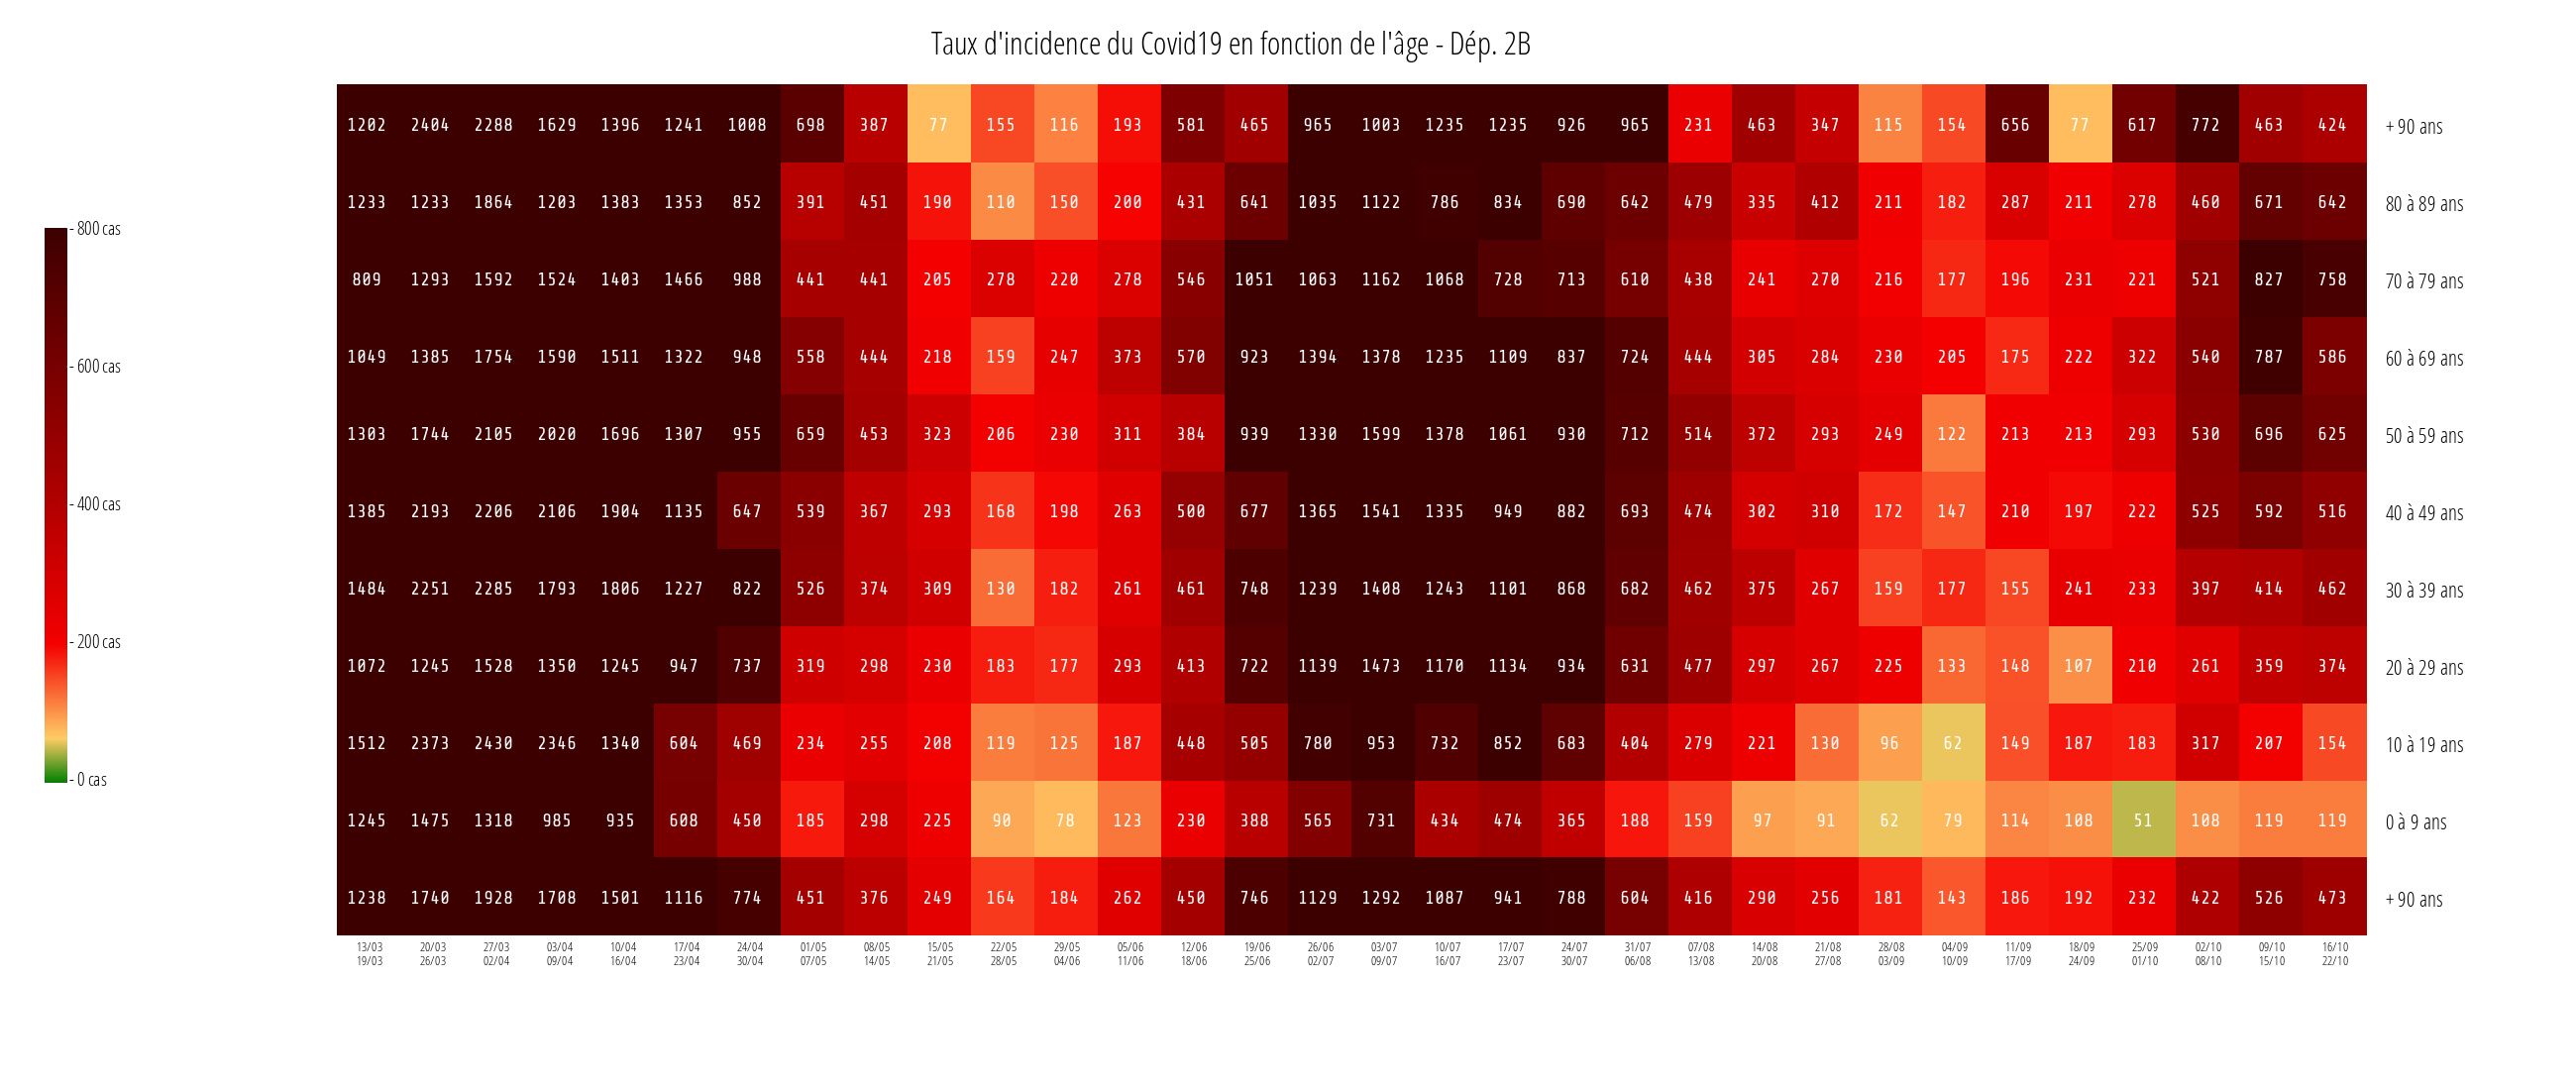 Taux d'incidence du Covid19 en fonction de l'âge - Dép. 2B
1202 2404 2288 1629 1396 1241 1008 698 387 77 155 116 193 581 465 965 1003 1235 1235 926 965 231 463 347 115 154 656 77 617 772 463 424 + 90 ans
1233 1233 1864 1203 1383 1353 852 391 451 190 110 150 200 431 641 1035 1122 786 834 690 642 479 335 412 211 182 287 211 278 460 671 642 80 à 89 ans
- 800 cas
809 1293 1592 1524 1403 1466 988 441 441 205 278 220 278 546 1051 1063 1162 1068 728 713 610 438 241 270 216 177 196 231 221 521 827 758 70 à 79 ans
1049 1385 1754 1590 1511 1322 948 558 444 218 159 247 373 570 923 1394 1378 1235 1109 837 724 444 305 284 230 205 175 222 322 540 787 586 60 à 69 ans
- 600 cas
1303 1744 2105 2020 1696 1307 955 659 453 323 206 230 311 384 939 1330 1599 1378 1061 930 712 514 372 293 249 122 213 213 293 530 696 625 50 à 59 ans
- 400 cas
1385 2193 2206 2106 1904 1135 647 539 367 293 168 198 263 500 677 1365 1541 1335 949 882 693 474 302 310 172 147 210 197 222 525 592 516 40 à 49 ans
1484 2251 2285 1793 1806 1227 822 526 374 309 130 182 261 461 748 1239 1408 1243 1101 868 682 462 375 267 159 177 155 241 233 397 414 462 30 à 39 ans
- 200 cas
1072 1245 1528 1350 1245 947 737 319 298 230 183 177 293 413 722 1139 1473 1170 1134 934 631 477 297 267 225 133 148 107 210 261 359 374 20 à 29 ans
1512 2373 2430 2346 1340 604 469 234 255 208 119 125 187 448 505 780 953 732 852 683 404 279 221 130 96 62 149 187 183 317 207 154 10 à 19 ans
- 0 cas
1245 1475 1318 985 935 608 450 185 298 225 90 78 123 230 388 565 731 434 474 365 188 159 97 91 62 79 114 108 51 108 119 119 0 à 9 ans
1238 1740 1928 1708 1501 1116 774 451 376 249 164 184 262 450 746 1129 1292 1087 941 788 604 416 290 256 181 143 186 192 232 422 526 473 + 90 ans
13/03 20/03 27/03 03/04 10/04 17/04 24/04 01/05 08/05 15/05 22/05 29/05 05/06 12/06 19/06 26/06 03/07 10/07 17/07 24/07 31/07 07/08 14/08 21/08 28/08 04/09 11/09 18/09 25/09 02/10 09/10 16/10
19/03 26/03 02/04 09/04 16/04 23/04 30/04 07/05 14/05 21/05 28/05 04/06 11/06 18/06 25/06 02/07 09/07 16/07 23/07 30/07 06/08 13/08 20/08 27/08 03/09 10/09 17/09 24/09 01/10 08/10 15/10 22/10